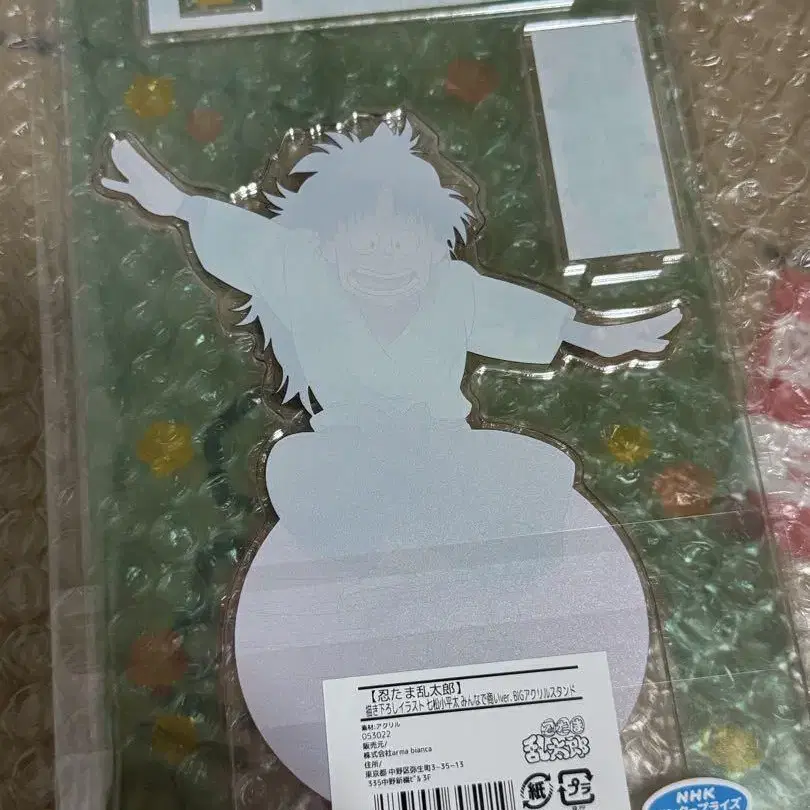 【忍たま乱太郎】
描き下ろしイラスト 七松小平太 みんなで偽いver. BIGアクリルスタンド
素材:アクリル
053022
販売元/
株式会社arma bianca
住所/
東京都 中野区弥生町3-35-13
335中野新橋ﾋﾞﾙ3F
忍たま
乱太郎
紙
プラ
NHK